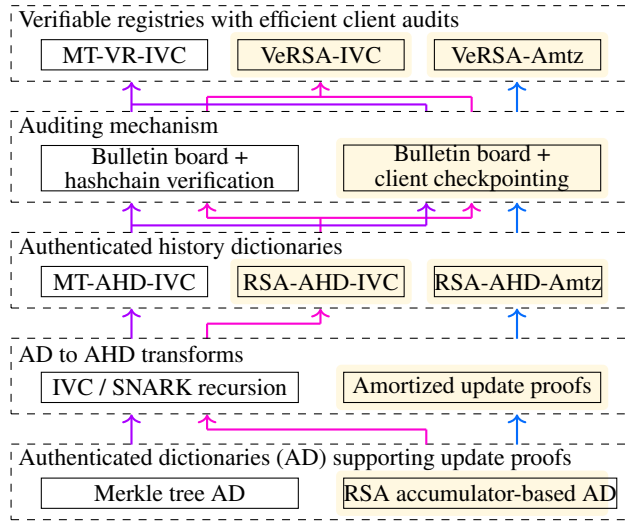 Verifiable registries with efficient client audits
MT-VR-IVC VeRSA-IVC VeRSA-Amtz
Auditing mechanism
Bulletin board + Bulletin board +
hashchain verification client checkpointing
Authenticated history dictionaries
MT-AHD-IVC RSA-AHD-IVC RSA-AHD-Amtz
AD to AHD transforms
IVC / SNARK recursion Amortized update proofs
Authenticated dictionaries (AD) supporting update proofs
Merkle tree AD RSA accumulator-based AD